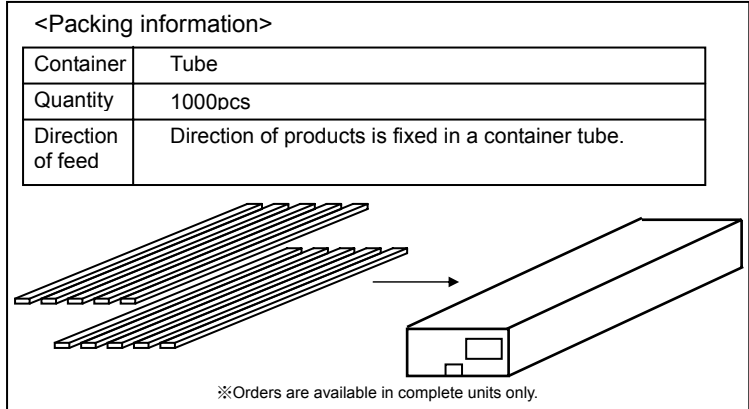 <Packing information>
Container Tube
Quantity 1000pcs
Direction Direction of products is fixed in a container tube.
of feed
※Orders are available in complete units only.